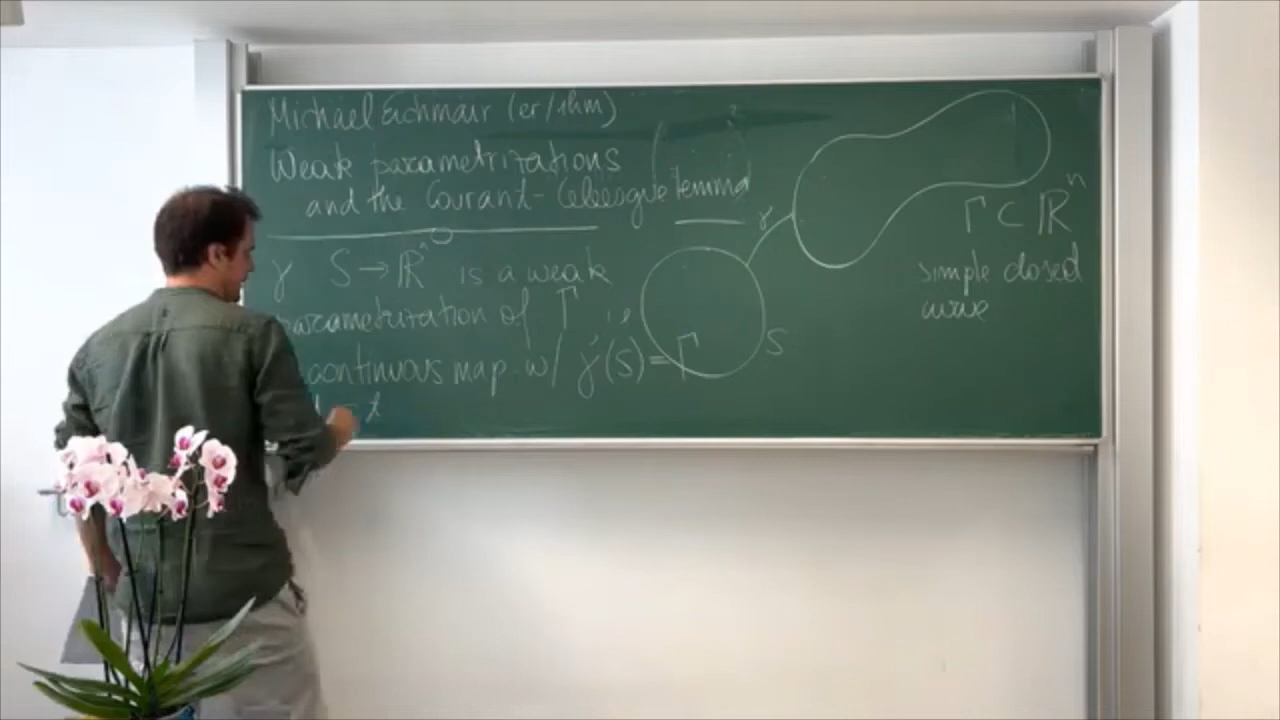 Michael Eichmair (er/ihm)
Weak parametrizations
and the Courant-Lebesgue lemma
γ S → ℝⁿ is a weak
parametrization of Γ is
continuous map w/ γ(S) = Γ
γ
S
Γ ⊂ ℝⁿ
simple closed
curve